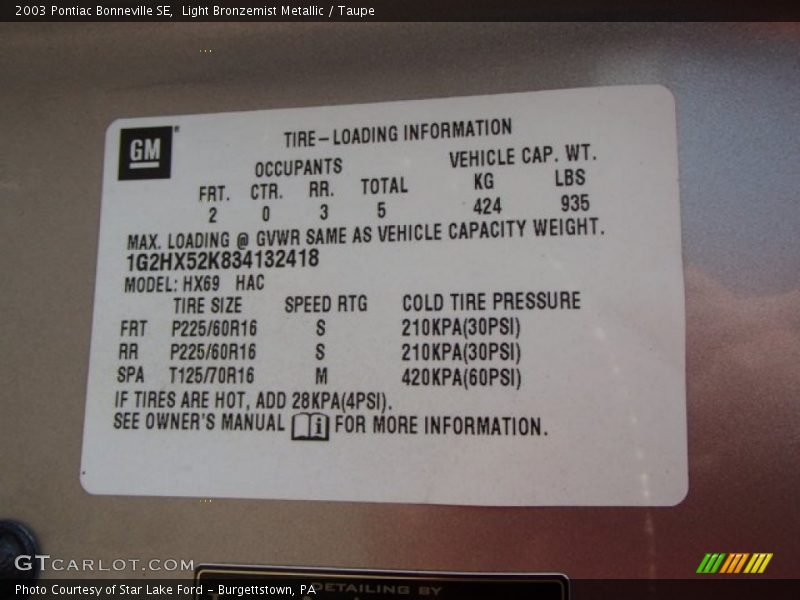 2003 Pontiac Bonneville SE, Light Bronzemist Metallic / Taupe
GM
TIRE-LOADING INFORMATION
OCCUPANTS VEHICLE CAP. WT.
FRT. CTR. RR. TOTAL KG LBS
2 0 3 5 424 935
MAX. LOADING @ GVWR SAME AS VEHICLE CAPACITY WEIGHT.
1G2HX52K834132418
MODEL: HX69 HAC
TIRE SIZE SPEED RTG COLD TIRE PRESSURE
FRT P225/60R16 S 210KPA(30PSI)
RR P225/60R16 S 210KPA(30PSI)
SPA T125/70R16 M 420KPA(60PSI)
IF TIRES ARE HOT, ADD 28KPA(4PSI).
SEE OWNER'S MANUAL i FOR MORE INFORMATION.
GTCARLOT.COM
DETAILING BY
Photo Courtesy of Star Lake Ford - Burgettstown, PA